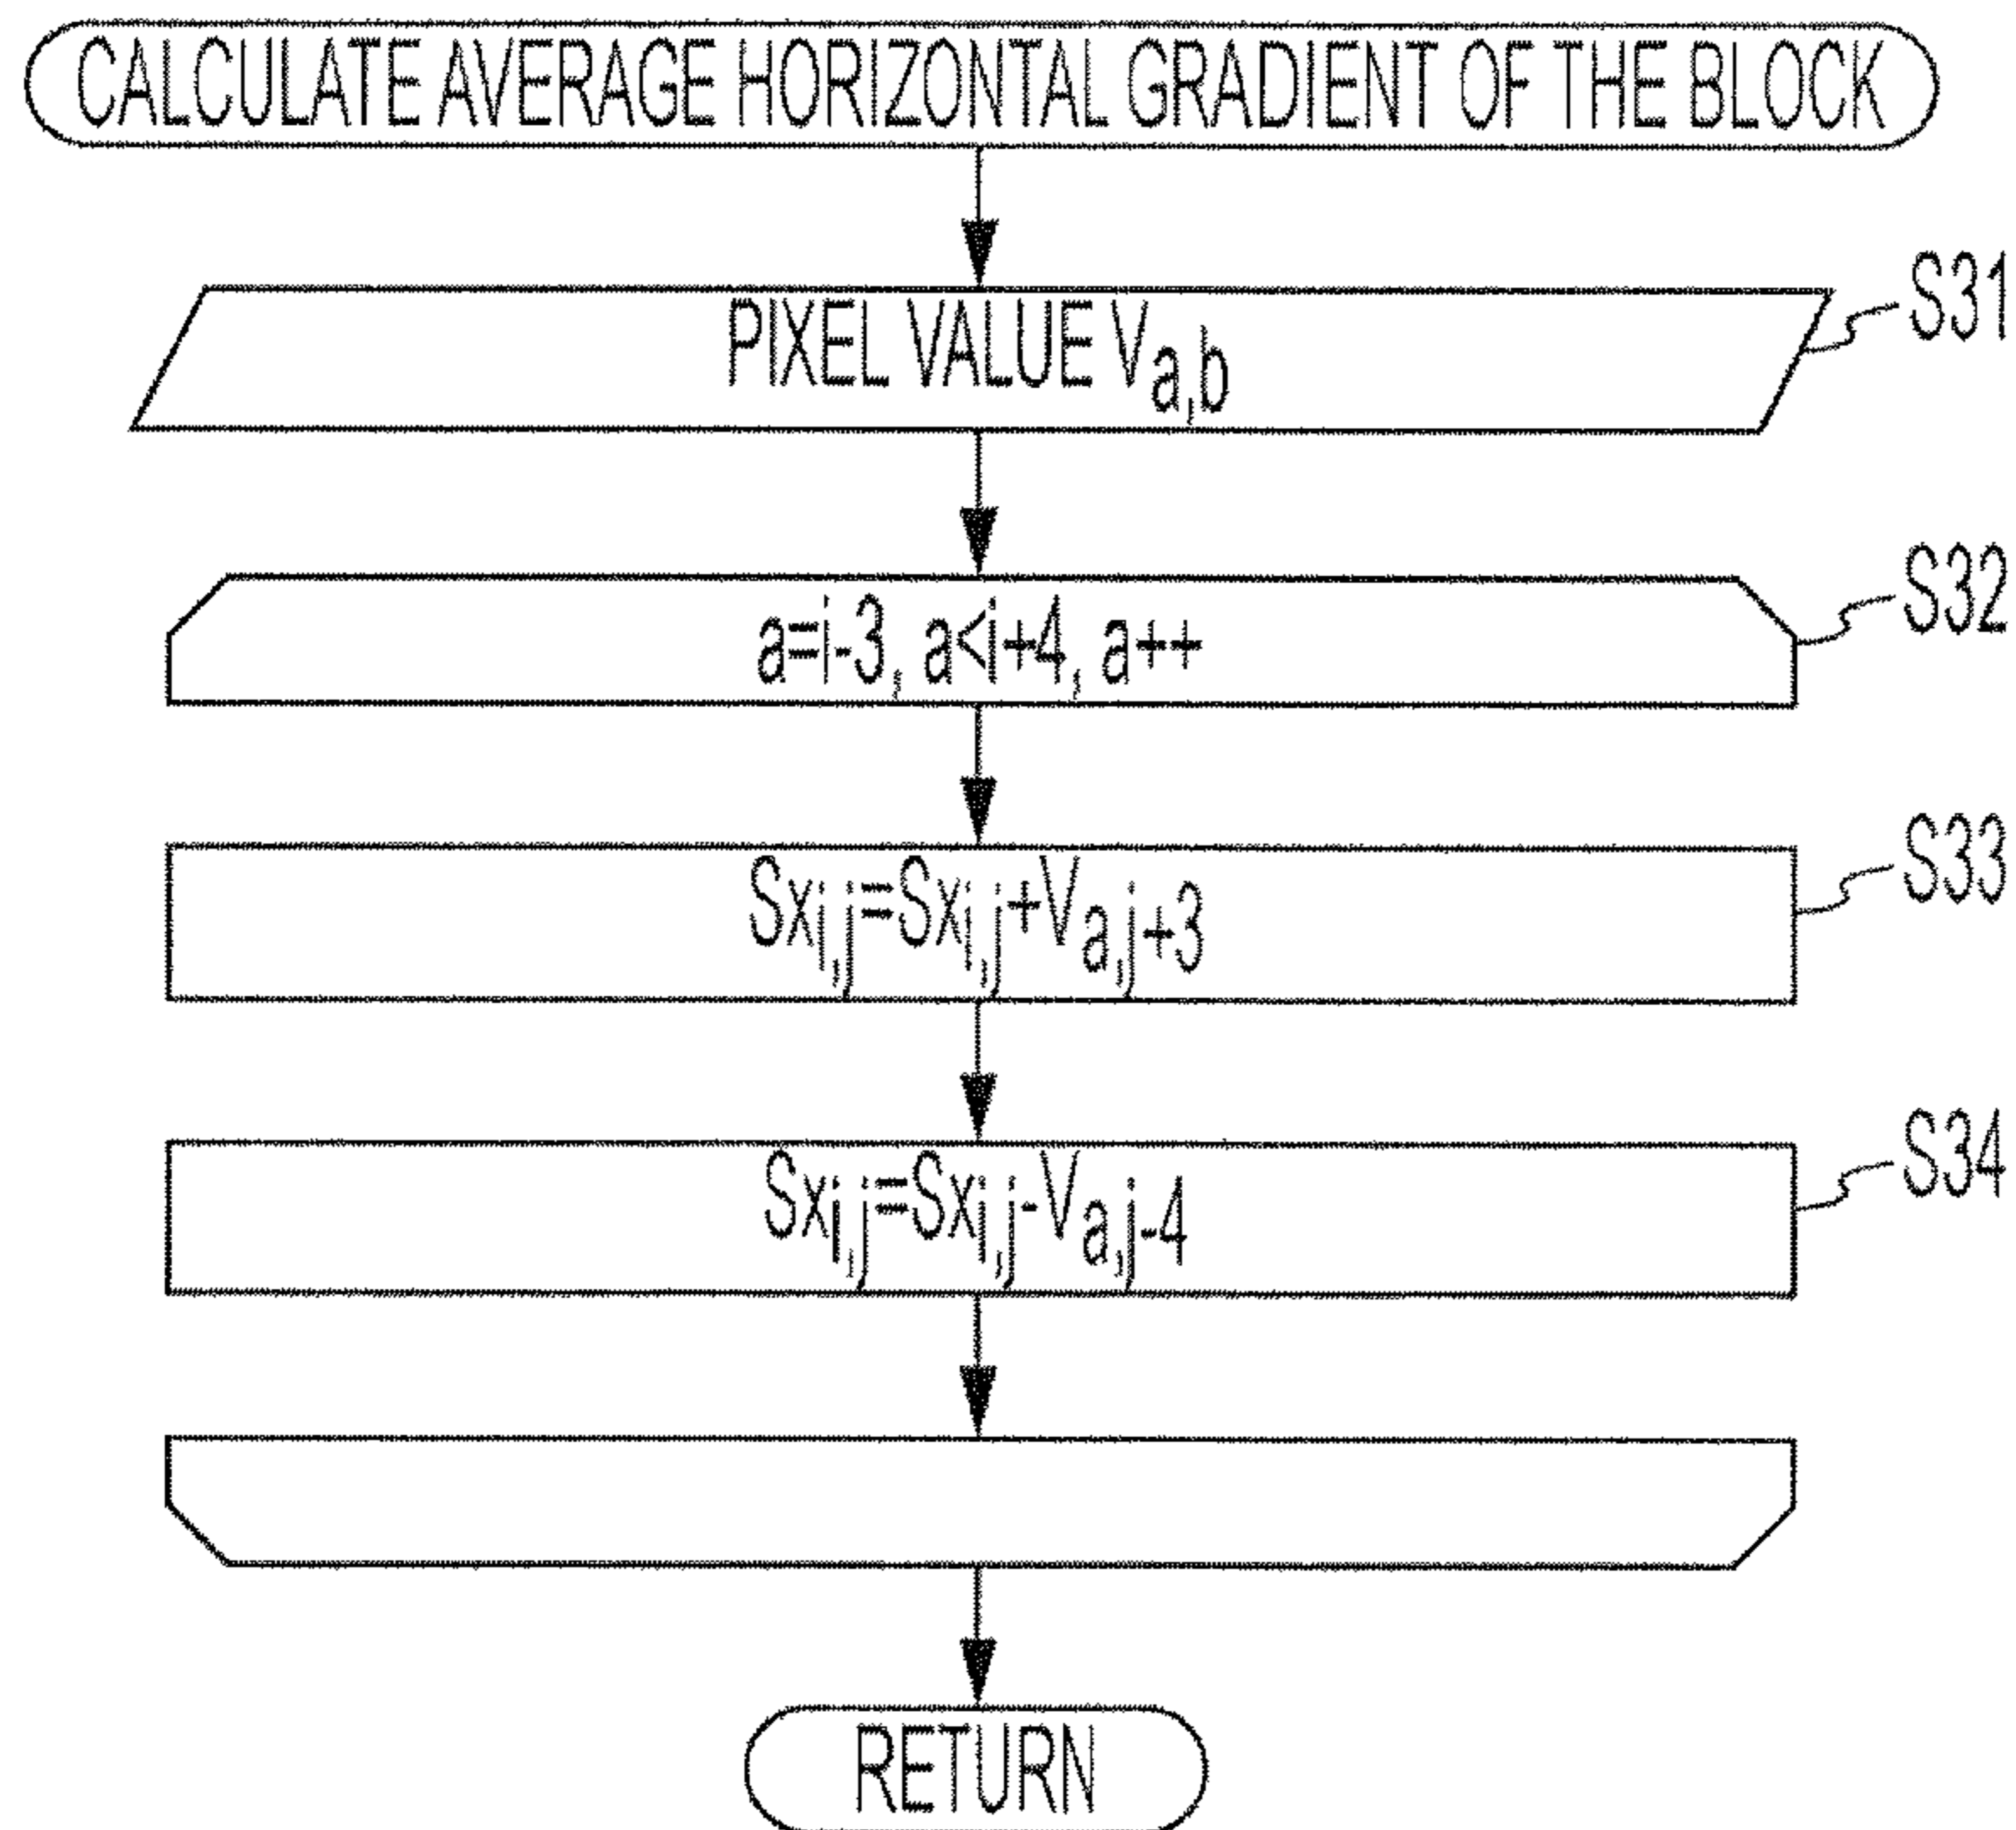 CALCULATE AVERAGE HORIZONTAL GRADIENT OF THE BLOCK
PIXEL VALUE Va,b
S31
a=i-3, a<i+4, a++
S32
Sxi,j=Sxi,j+Va,j+3
S33
Sxi,j=Sxi,j-Va,j-4
S34
RETURN